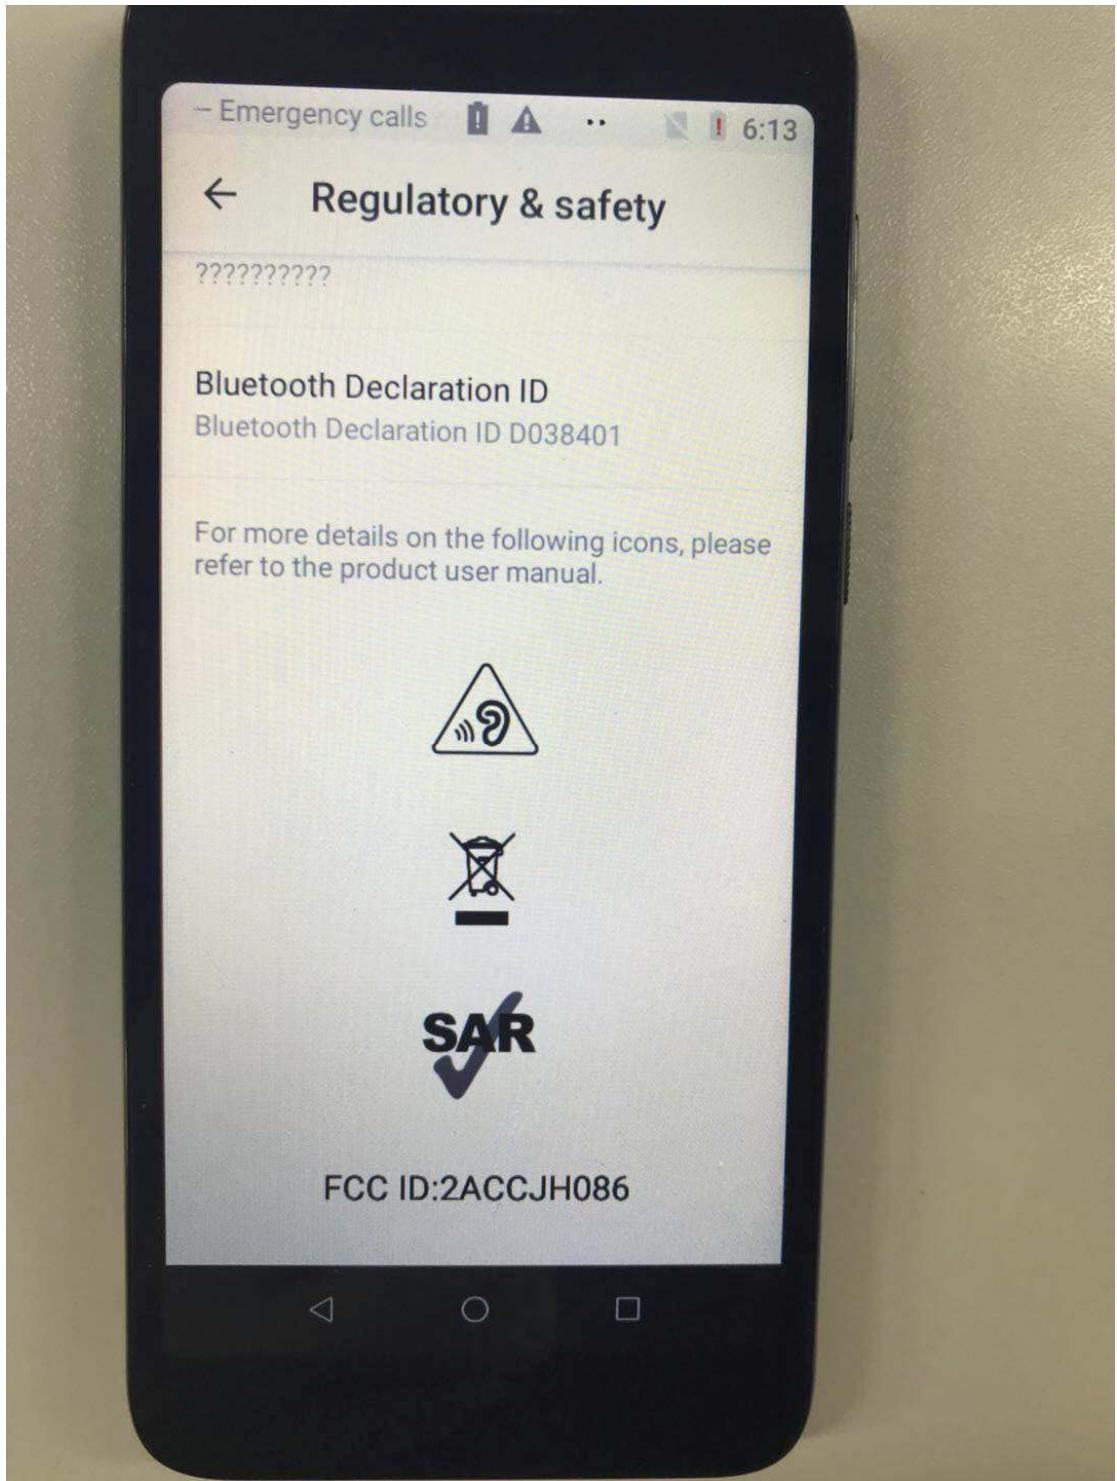 – Emergency calls 6:13
Regulatory & safety
??????????
Bluetooth Declaration ID
Bluetooth Declaration ID D038401
For more details on the following icons, please
refer to the product user manual.
SAR
FCC ID:2ACCJH086